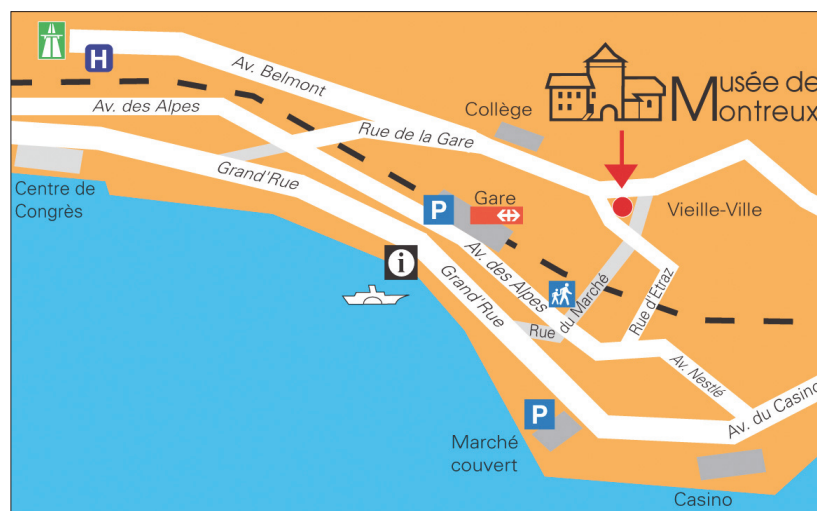 H
Av. Belmont
Musée de
Montreux
Av. des Alpes
Collège
Rue de la Gare
Grand'Rue
Centre de
Congrès
P
Gare
Vieille-Ville
i
Av. des Alpes
Grand'Rue
Rue du Marché
Rue d'Etraz
Av. Nestlé
P
Av. du Casino
Marché
couvert
Casino